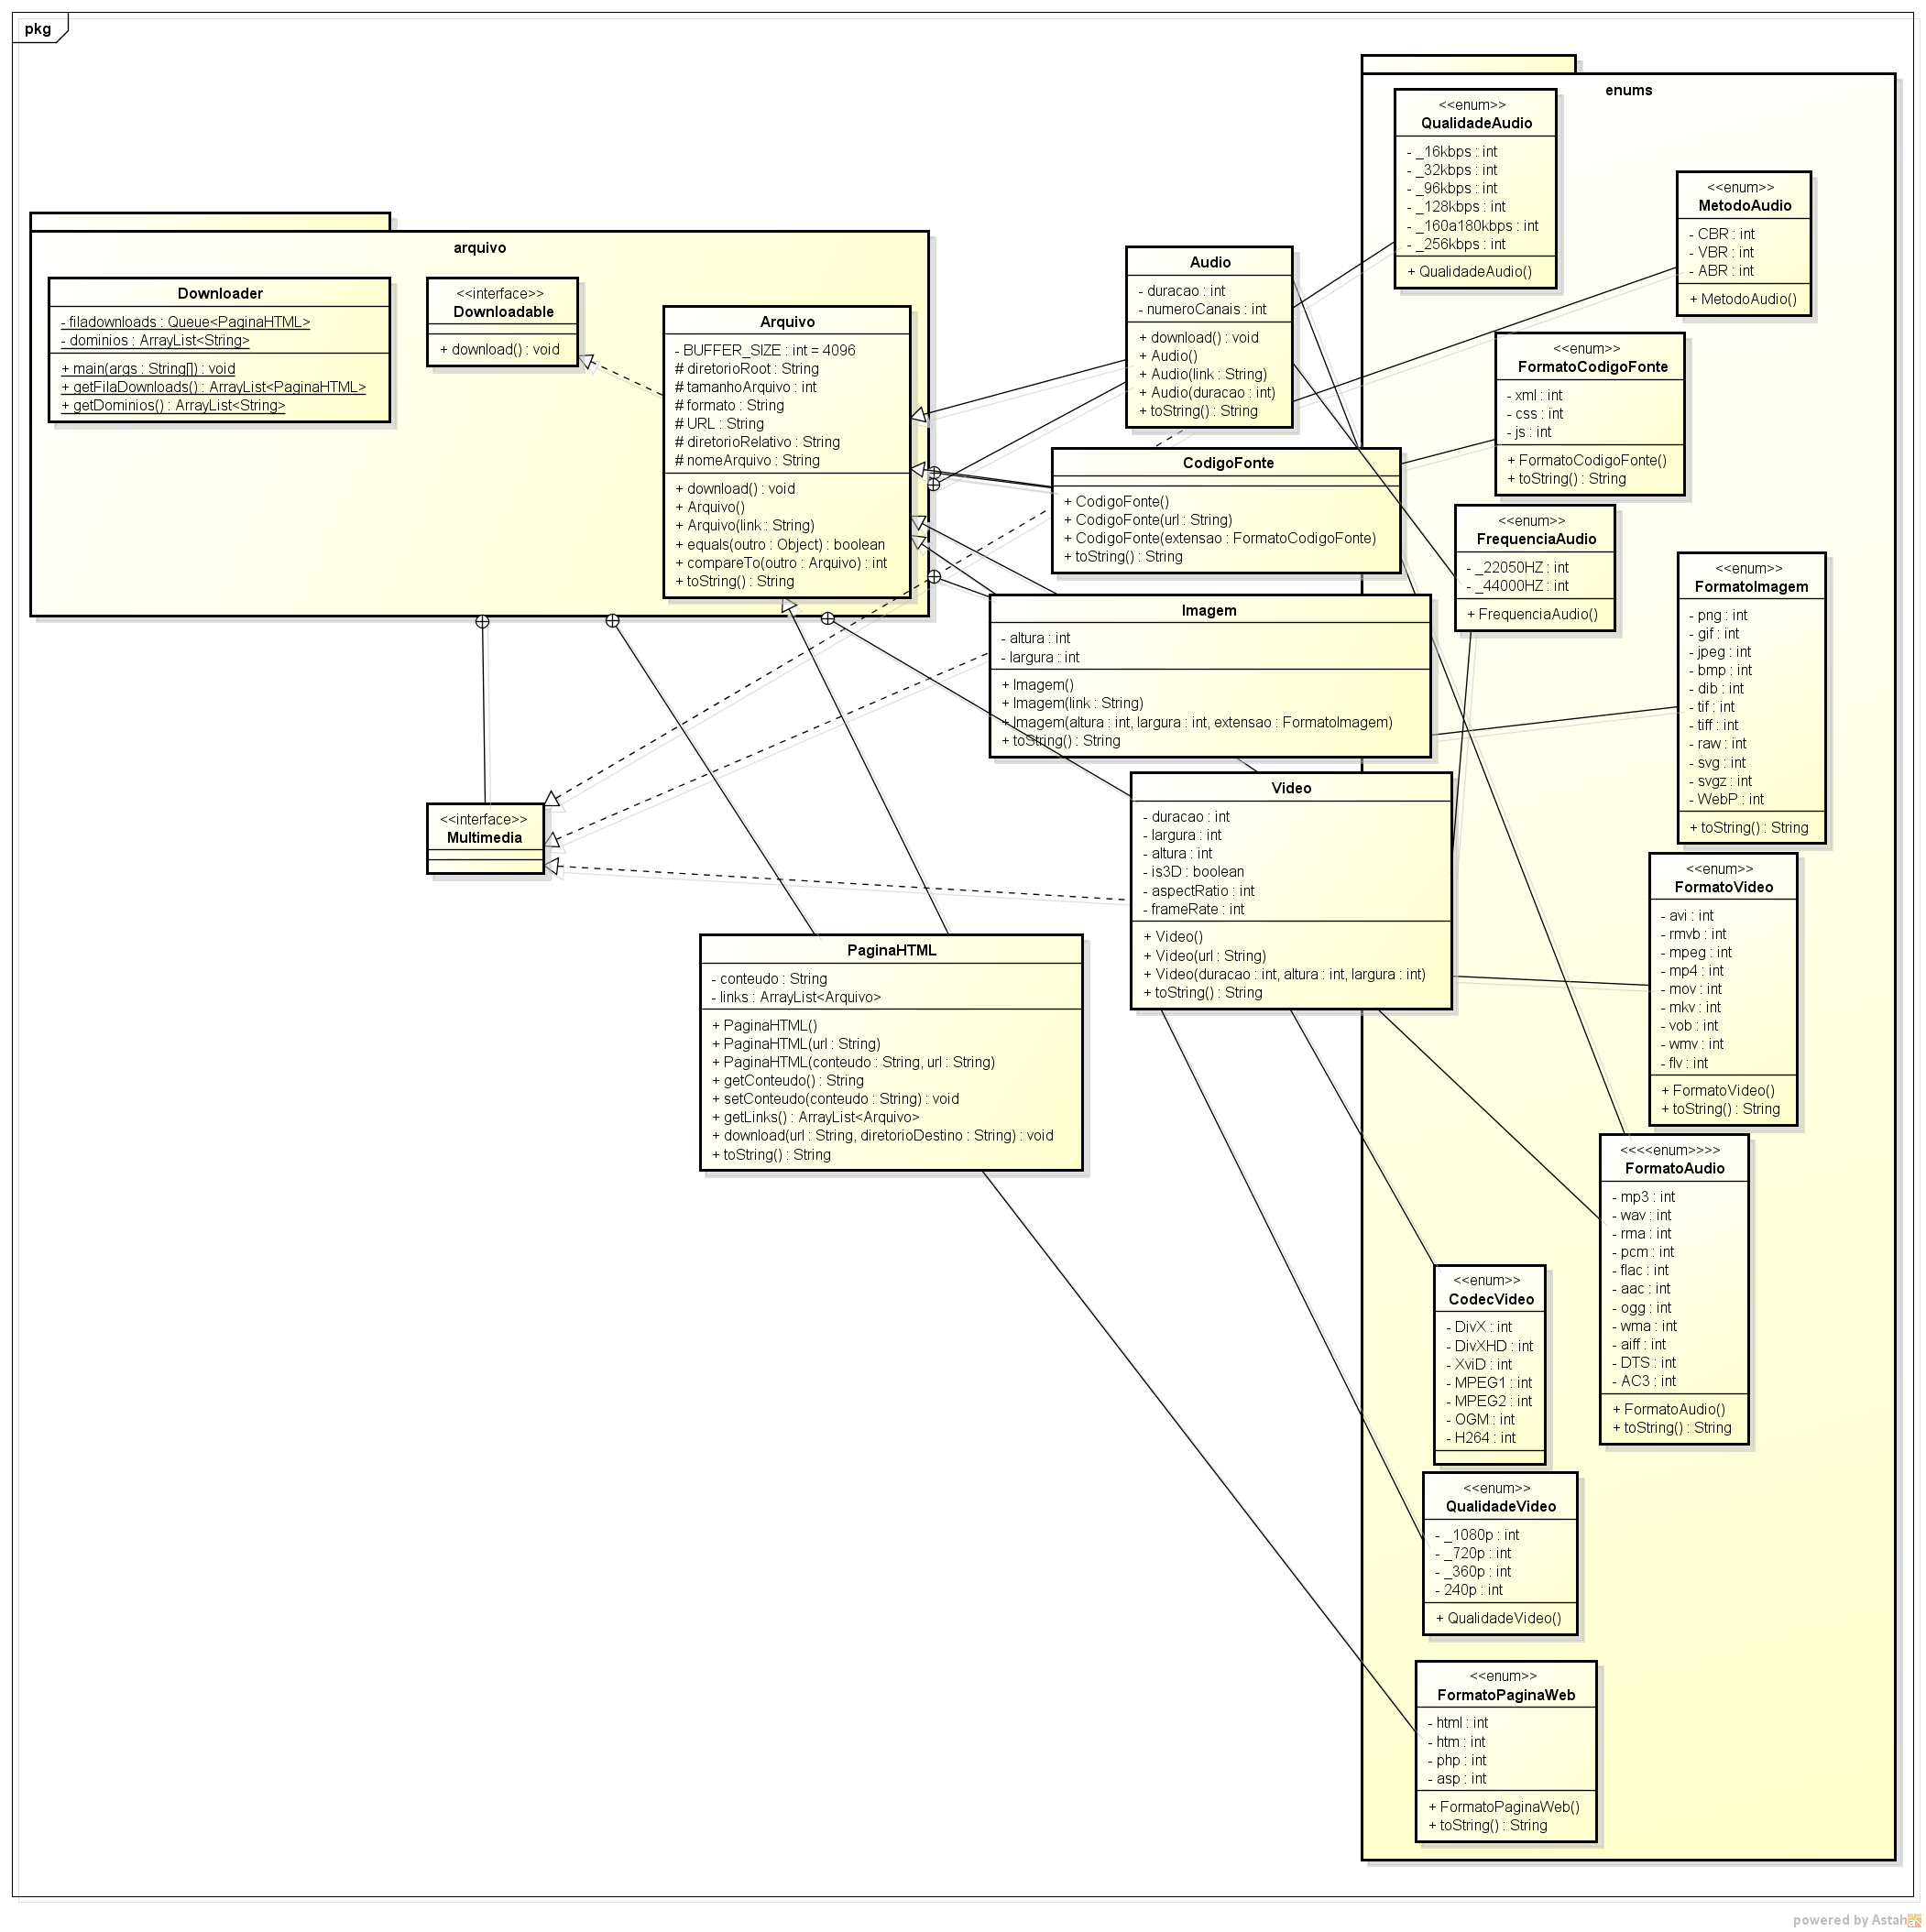 pkg
arquivo
Downloader
- filadownloads : Queue<PaginaHTML>
- dominios : ArrayList<String>
+ main(args : String[]) : void
+ getFilaDownloads() : ArrayList<PaginaHTML>
+ getDominios() : ArrayList<String>
<<interface>>
Downloadable
+ download() : void
Arquivo
- BUFFER_SIZE : int = 4096
# diretorioRoot : String
# tamanhoArquivo : int
# formato : String
# URL : String
# diretorioRelativo : String
# nomeArquivo : String
+ download() : void
+ Arquivo()
+ Arquivo(link : String)
+ equals(outro : Object) : boolean
+ compareTo(outro : Arquivo) : int
+ toString() : String
<<interface>>
Multimedia
PaginaHTML
- conteudo : String
- links : ArrayList<Arquivo>
+ PaginaHTML()
+ PaginaHTML(url : String)
+ PaginaHTML(conteudo : String, url : String)
+ getConteudo() : String
+ setConteudo(conteudo : String) : void
+ getLinks() : ArrayList<Arquivo>
+ download(url : String, diretorioDestino : String) : void
+ toString() : String
Audio
- duracao : int
- numeroCanais : int
+ download() : void
+ Audio()
+ Audio(link : String)
+ Audio(duracao : int)
+ toString() : String
CodigoFonte
+ CodigoFonte()
+ CodigoFonte(url : String)
+ CodigoFonte(extensao : FormatoCodigoFonte)
+ toString() : String
Imagem
- altura : int
- largura : int
+ Imagem()
+ Imagem(link : String)
+ Imagem(altura : int, largura : int, extensao : FormatoImagem)
+ toString() : String
Video
- duracao : int
- largura : int
- altura : int
- is3D : boolean
- aspectRatio : int
- frameRate : int
+ Video()
+ Video(url : String)
+ Video(duracao : int, altura : int, largura : int)
+ toString() : String
enums
<<enum>>
QualidadeAudio
- _16kbps : int
- _32kbps : int
- _96kbps : int
- _128kbps : int
- _160a180kbps : int
- _256kbps : int
+ QualidadeAudio()
<<enum>>
MetodoAudio
- CBR : int
- VBR : int
- ABR : int
+ MetodoAudio()
<<enum>>
FormatoCodigoFonte
- xml : int
- css : int
- js : int
+ FormatoCodigoFonte()
+ toString() : String
<<enum>>
FrequenciaAudio
- _22050HZ : int
- _44000HZ : int
+ FrequenciaAudio()
<<enum>>
FormatoImagem
- png : int
- gif : int
- jpeg : int
- bmp : int
- dib : int
- tif : int
- tiff : int
- raw : int
- svg : int
- svgz : int
- WebP : int
+ toString() : String
<<enum>>
FormatoVideo
- avi : int
- rmvb : int
- mpeg : int
- mp4 : int
- mov : int
- mkv : int
- vob : int
- wmv : int
- flv : int
+ FormatoVideo()
+ toString() : String
<<<<enum>>>>
FormatoAudio
- mp3 : int
- wav : int
- rma : int
- pcm : int
- flac : int
- aac : int
- ogg : int
- wma : int
- aiff : int
- DTS : int
- AC3 : int
+ FormatoAudio()
+ toString() : String
<<enum>>
CodecVideo
- DivX : int
- DivXHD : int
- XviD : int
- MPEG1 : int
- MPEG2 : int
- OGM : int
- H264 : int
<<enum>>
QualidadeVideo
- _1080p : int
- _720p : int
- _360p : int
- 240p : int
+ QualidadeVideo()
<<enum>>
FormatoPaginaWeb
- html : int
- htm : int
- php : int
- asp : int
+ FormatoPaginaWeb()
+ toString() : String
powered by Astah